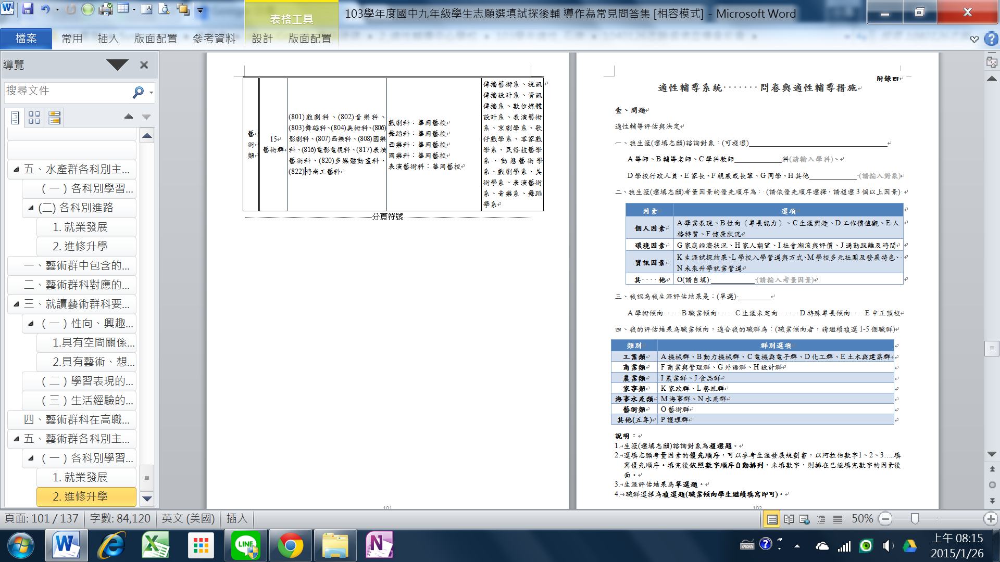 103學年度國中九年級學生志願選填試探後輔 導作為常見問答集 [相容模式] - Microsoft Word
表格工具
檔案
常用
插入
版面配置
參考資料
設計
版面配置
導覽
搜尋文件
五、水產群各科別主...
（一）各科別學習...
(二) 各科別進路
1. 就業發展
2. 進修升學
一、藝術群中包含的...
二、藝術群科對應的...
三、就讀藝術群科要...
（一）性向、興趣...
1.具有空間關係...
2.具有藝術、想...
（二）學習表現的...
（三）生活經驗的...
四、藝術群科在高職...
五、藝術群各科別主...
（一）各科別學習...
1. 就業發展
2. 進修升學
藝術類
15
藝術群
(801)戲劇科、(802)音樂科、
(803)舞蹈科、(804)美術科、(806)
影劇科、(807)西樂科、(808)國樂
科、(816)電影電視科、(817)表演
藝術科、(820)多媒體動畫科、
(822)時尚工藝科
戲劇科：華岡藝校
舞蹈科：華岡藝校
西樂科：華岡藝校
國樂科：華岡藝校
表演藝術科：華岡藝校
傳播藝術系、視訊
傳播設計系、資訊
傳播系、數位媒體
設計系、表演藝術
系、京劇學系、歌
仔戲學系、客家戲
學系、民俗技藝學
系、動態藝術學
系、戲劇學系、美
術學系、表演藝術
系、音樂系、舞蹈
學系
分頁符號
101
附錄四
適性輔導系統·······問卷與適性輔導措施
壹、問題
適性輔導評估與決定
一、我生涯(選填志願)諮詢對象：(可複選)
A 導師、B 輔導老師、C 學科教師____________科(請輸入學科)、
D 學校行政人員、E 家長、F 親戚或長輩、G 同學、H 其他____________(請輸入對象)
二、我生涯(選填志願)考量因素的優先順序為：(請依優先順序選擇，請複選 3 個以上因素)
因素 選項
個人因素 A 學業表現、B 性向（專長能力）、C 生涯興趣、D 工作價值觀、E 人
格特質、F 健康狀況
環境因素 G 家庭經濟狀況、H 家人期望、I 社會潮流與評價、J 通勤距離及時間
資訊因素 K 生涯試探結果、L 學校入學管道與方式、M 學校多元社團及發展特色、
N 未來升學就業管道
其····他 O(請自填)____________(請輸入考量因素)
三、我認為我生涯評估結果是：(單選)________
A 學術傾向·····B 職業傾向·····C 生涯未定向······D 特殊專長傾向····E 中正預校
四、我的評估結果為職業傾向，適合我的職群為：(職業傾向者，請繼續複選 1-5 個職群)
類別 群別選項
工業類 A 機械群、B 動力機械群、C 電機與電子群、D 化工群、E 土木與建築群
商業類 F 商業與管理群、G 外語群、H 設計群
農業類 I 農業群、J 食品群
家事類 K 家政群、L 餐旅群
海事水產類 M 海事群、N 水產群
藝術類 O 藝術群
其他(五專) P 護理群
說明：
1.生涯(選填志願)諮詢對象為複選題。
2.選填志願考量因素的優先順序，可以參考生涯發展規劃書，以阿拉伯數字1、2、3…..填
寫優先順序。填完後依照數字順序自動排列，未填數字，則排在已經填完數字的因素後
面。
3.生涯評估結果為單選題。
4.職群選擇為複選題(職業傾向學生繼續填寫即可)。
102
頁面: 101 / 137
字數: 84,120
英文 (美國)
插入
50%
LINE
上午 08:15
2015/1/26